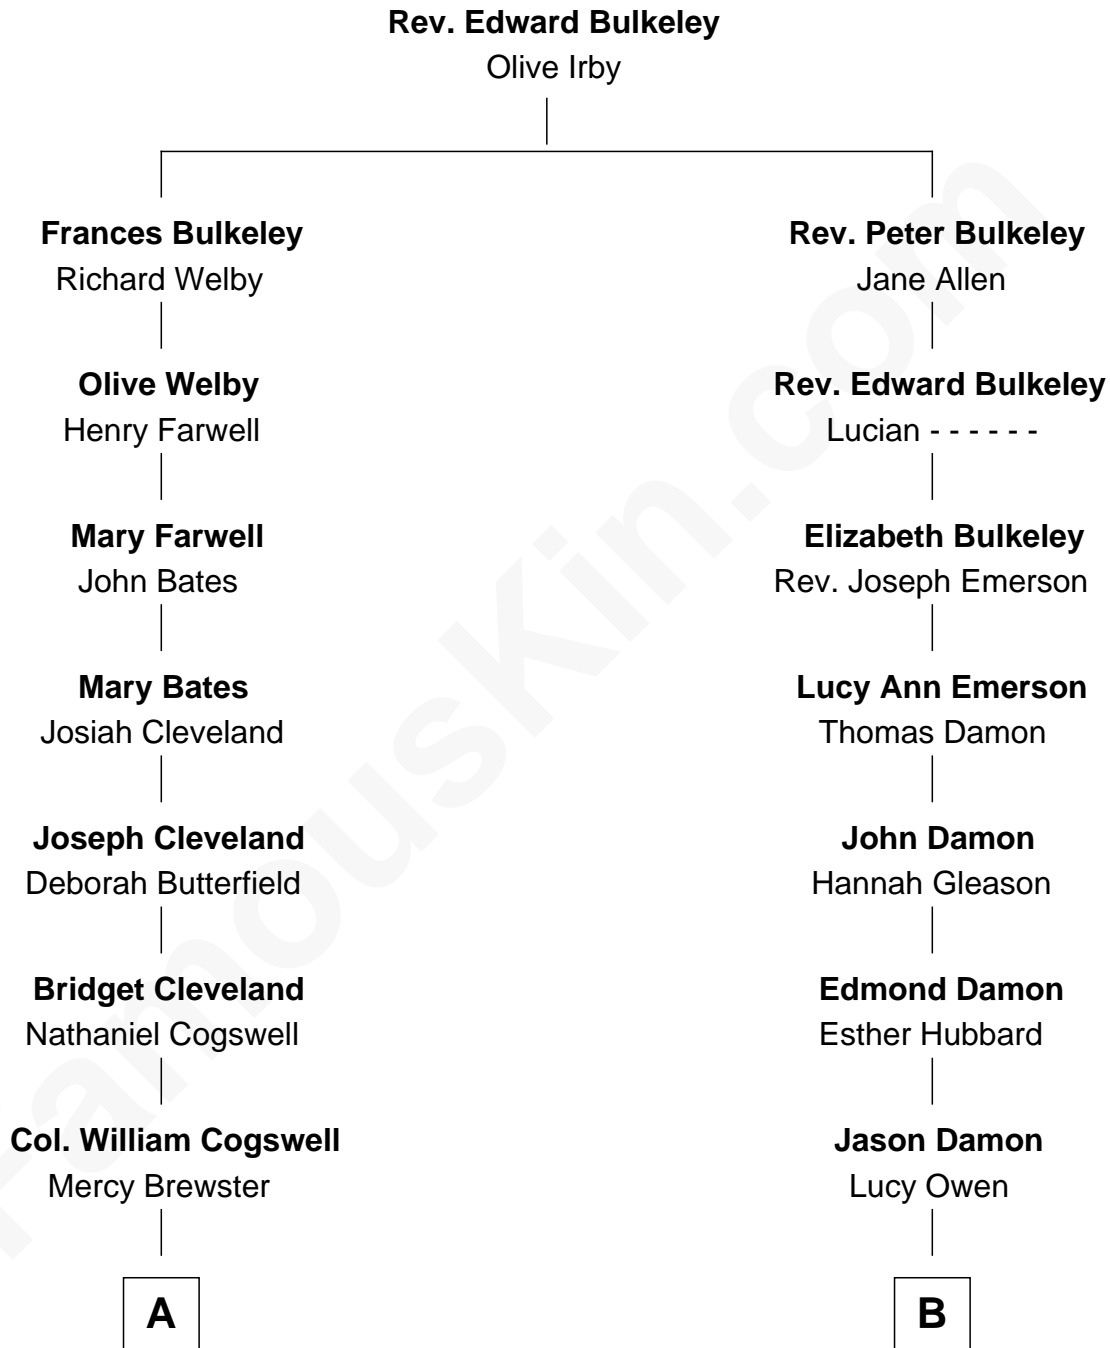 Rev. Edward Bulkeley
Olive Irby
Frances Bulkeley
Richard Welby
Rev. Peter Bulkeley
Jane Allen
Olive Welby
Henry Farwell
Rev. Edward Bulkeley
Lucian - - - - - -
Mary Farwell
John Bates
Elizabeth Bulkeley
Rev. Joseph Emerson
Mary Bates
Josiah Cleveland
Lucy Ann Emerson
Thomas Damon
Joseph Cleveland
Deborah Butterfield
John Damon
Hannah Gleason
Bridget Cleveland
Nathaniel Cogswell
Edmond Damon
Esther Hubbard
Col. William Cogswell
Mercy Brewster
Jason Damon
Lucy Owen
A
B
FamousKin.com